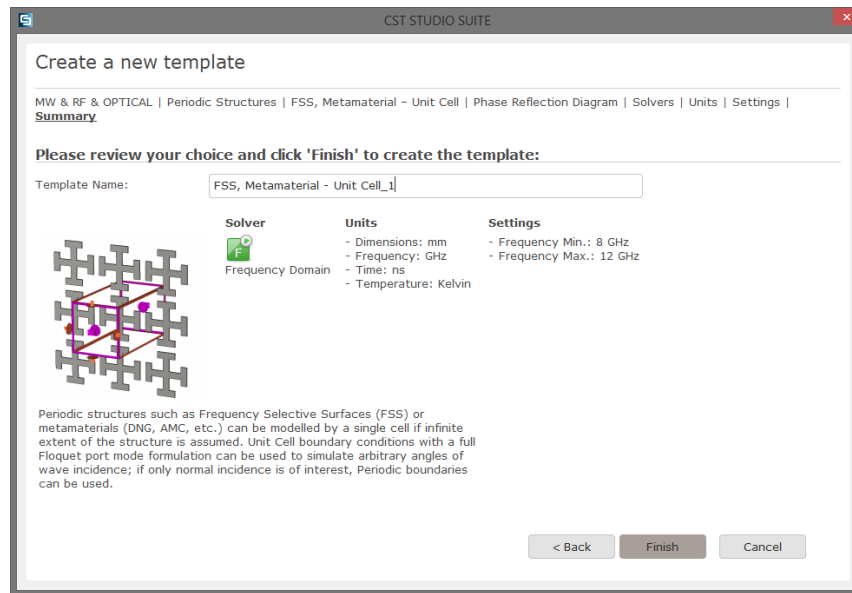 CST STUDIO SUITE
Create a new template
MW & RF & OPTICAL | Periodic Structures | FSS, Metamaterial – Unit Cell | Phase Reflection Diagram | Solvers | Units | Settings |
Summary
Please review your choice and click 'Finish' to create the template:
Template Name:
FSS, Metamaterial - Unit Cell_1
Solver
Units
Settings
F
Frequency Domain
- Dimensions: mm
- Frequency: GHz
- Time: ns
- Temperature: Kelvin
- Frequency Min.: 8 GHz
- Frequency Max.: 12 GHz
Periodic structures such as Frequency Selective Surfaces (FSS) or
metamaterials (DNG, AMC, etc.) can be modelled by a single cell if infinite
extent of the structure is assumed. Unit Cell boundary conditions with a full
Floquet port mode formulation can be used to simulate arbitrary angles of
wave incidence; if only normal incidence is of interest, Periodic boundaries
can be used.
< Back
Finish
Cancel